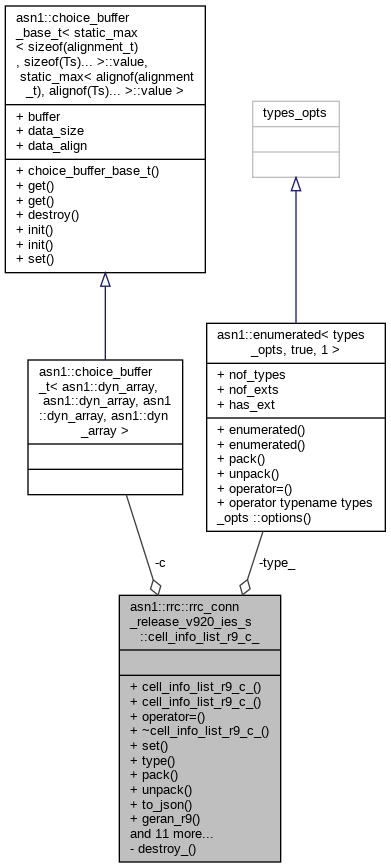 asn1::choice_buffer
_base_t< static_max
< sizeof(alignment_t)
, sizeof(Ts)... >::value,
static_max< alignof(alignment
_t), alignof(Ts)... >::value >
+ buffer
+ data_size
+ data_align
+ choice_buffer_base_t()
+ get()
+ get()
+ destroy()
+ init()
+ init()
+ set()
types_opts
asn1::choice_buffer
_t< asn1::dyn_array,
asn1::dyn_array, asn1
::dyn_array, asn1::dyn
_array >
asn1::enumerated< types
_opts, true, 1 >
+ nof_types
+ nof_exts
+ has_ext
+ enumerated()
+ enumerated()
+ pack()
+ unpack()
+ operator=()
+ operator typename types
_opts ::options()
-c
-type_
asn1::rrc::rrc_conn
_release_v920_ies_s
::cell_info_list_r9_c_
+ cell_info_list_r9_c_()
+ cell_info_list_r9_c_()
+ operator=()
+ ~cell_info_list_r9_c_()
+ set()
+ type()
+ pack()
+ unpack()
+ to_json()
+ geran_r9()
and 11 more...
- destroy_()